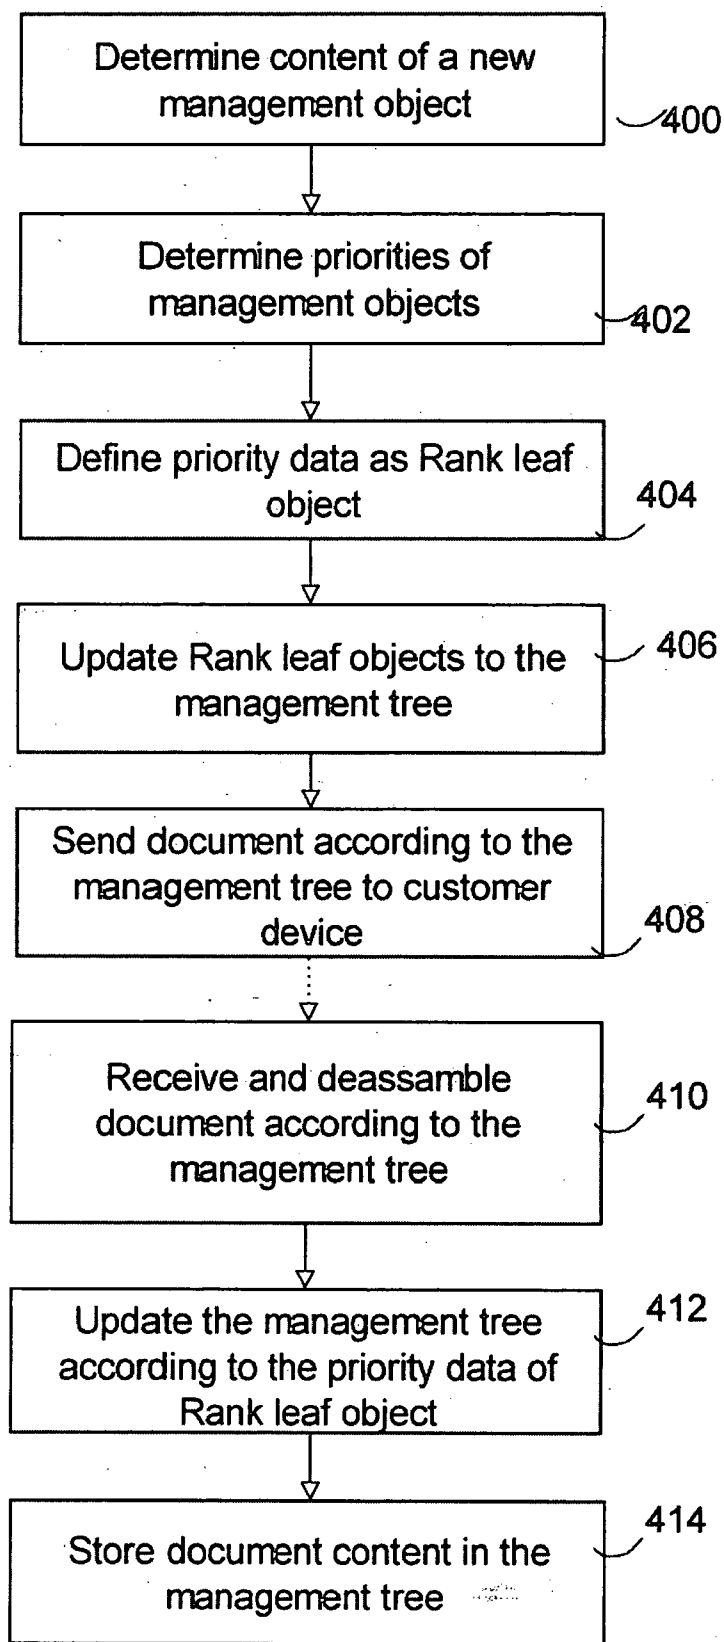 Determine content of a new
management object
400
Determine priorities of
management objects
402
Define priority data as Rank leaf
object
404
Update Rank leaf objects to the
management tree
406
Send document according to the
management tree to customer
device
408
Receive and deassamble
document according to the
management tree
410
Update the management tree
according to the priority data of
Rank leaf object
412
Store document content in the
management tree
414